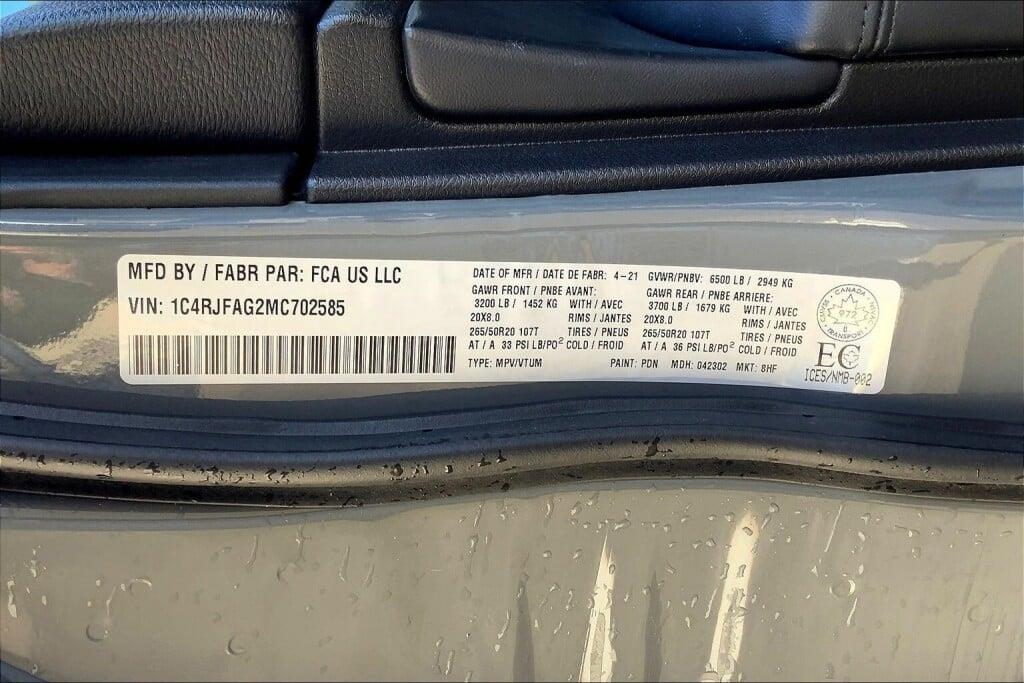 MFD BY / FABR PAR: FCA US LLC
VIN: 1C4RJFAG2MC702585
DATE OF MFR / DATE DE FABR: 4-21
GAWR FRONT / PNBE AVANT:
3200 LB / 1452 KG WITH / AVEC
20X8.0 RIMS / JANTES
265/50R20 107T TIRES / PNEUS
AT / A 33 PSI LB/PO² COLD / FROID
TYPE: MPV/VTUM
GVWR/PNBV: 6500 LB / 2949 KG
GAWR REAR / PNBE ARRIERE:
3700 LB / 1679 KG WITH / AVEC
20X8.0 RIMS / JANTES
265/50R20 107T TIRES / PNEUS
AT / A 36 PSI LB/PO² COLD / FROID
PAINT: PDN MDH: 042302 MKT: 8HF
CANADA
972
TRANSPORT
EC
ICES/NMB-002